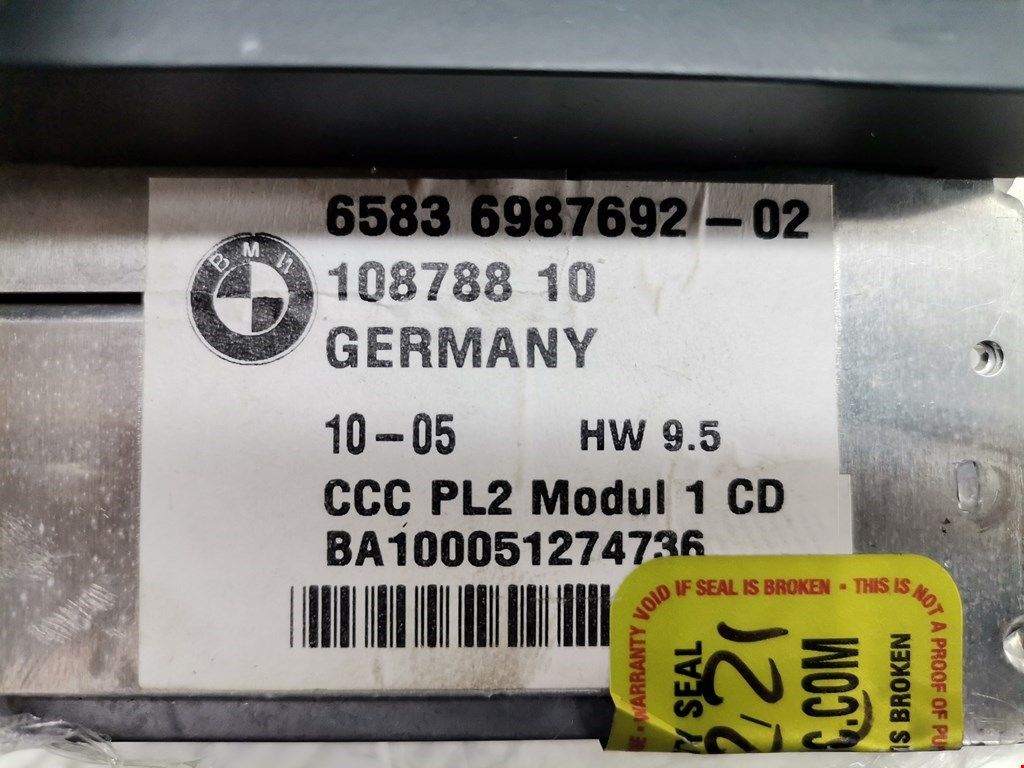 6583 6987692-02
BMW
108788 10
GERMANY
10-05 HW 9.5
CCC PL2 Modul 1 CD
BA100051274736
WARRANTY VOID IF SEAL IS BROKEN · THIS IS NOT A PROOF OF
SEAL
C.COM
IS BROKEN